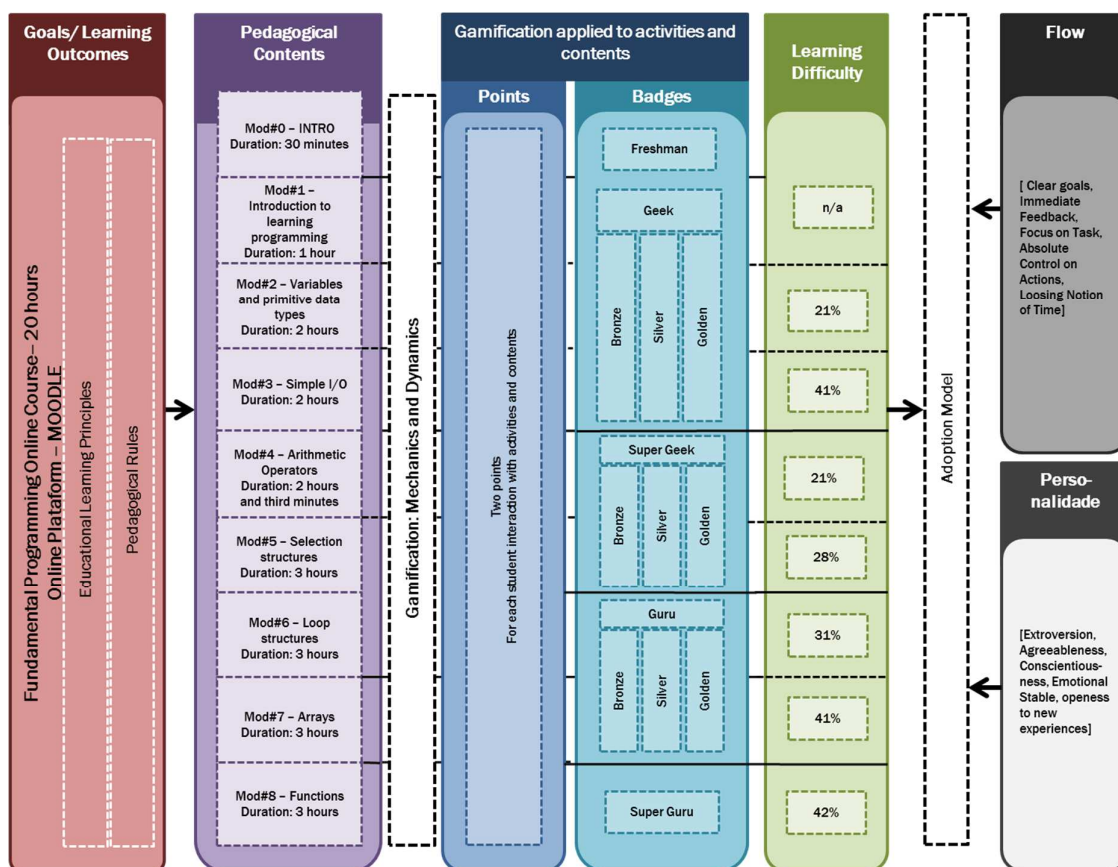 Goals/ Learning
Outcomes
Fundamental Programming Online Course– 20 hours
Online Plataform – MOODLE
Educational Learning Principles
Pedagogical Rules
Pedagogical
Contents
Mod#0 – INTRO
Duration: 30 minutes
Mod#1 –
Introduction to
learning
programming
Duration: 1 hour
Mod#2 – Variables
and primitive data
types
Duration: 2 hours
Mod#3 – Simple I/O
Duration: 2 hours
Mod#4 – Arithmetic
Operators
Duration: 2 hours
and third minutes
Mod#5 – Selection
structures
Duration: 3 hours
Mod#6 – Loop
structures
Duration: 3 hours
Mod#7 – Arrays
Duration: 3 hours
Mod#8 – Functions
Duration: 3 hours
Gamification: Mechanics and Dynamics
Gamification applied to activities and
contents
Points
Two points
For each student interaction with activities and contents
Badges
Freshman
Geek
Bronze
Silver
Golden
Super Geek
Bronze
Silver
Golden
Guru
Bronze
Silver
Golden
Super Guru
Learning
Difficulty
n/a
21%
41%
21%
28%
31%
41%
42%
Adoption Model
Flow
[ Clear goals,
Immediate
Feedback,
Focus on Task,
Absolute
Control on
Actions,
Loosing Notion
of Time]
Perso-
nalidade
[Extroversion,
Agreeableness,
Conscientious-
ness, Emotional
Stable, openess
to new
experiences]